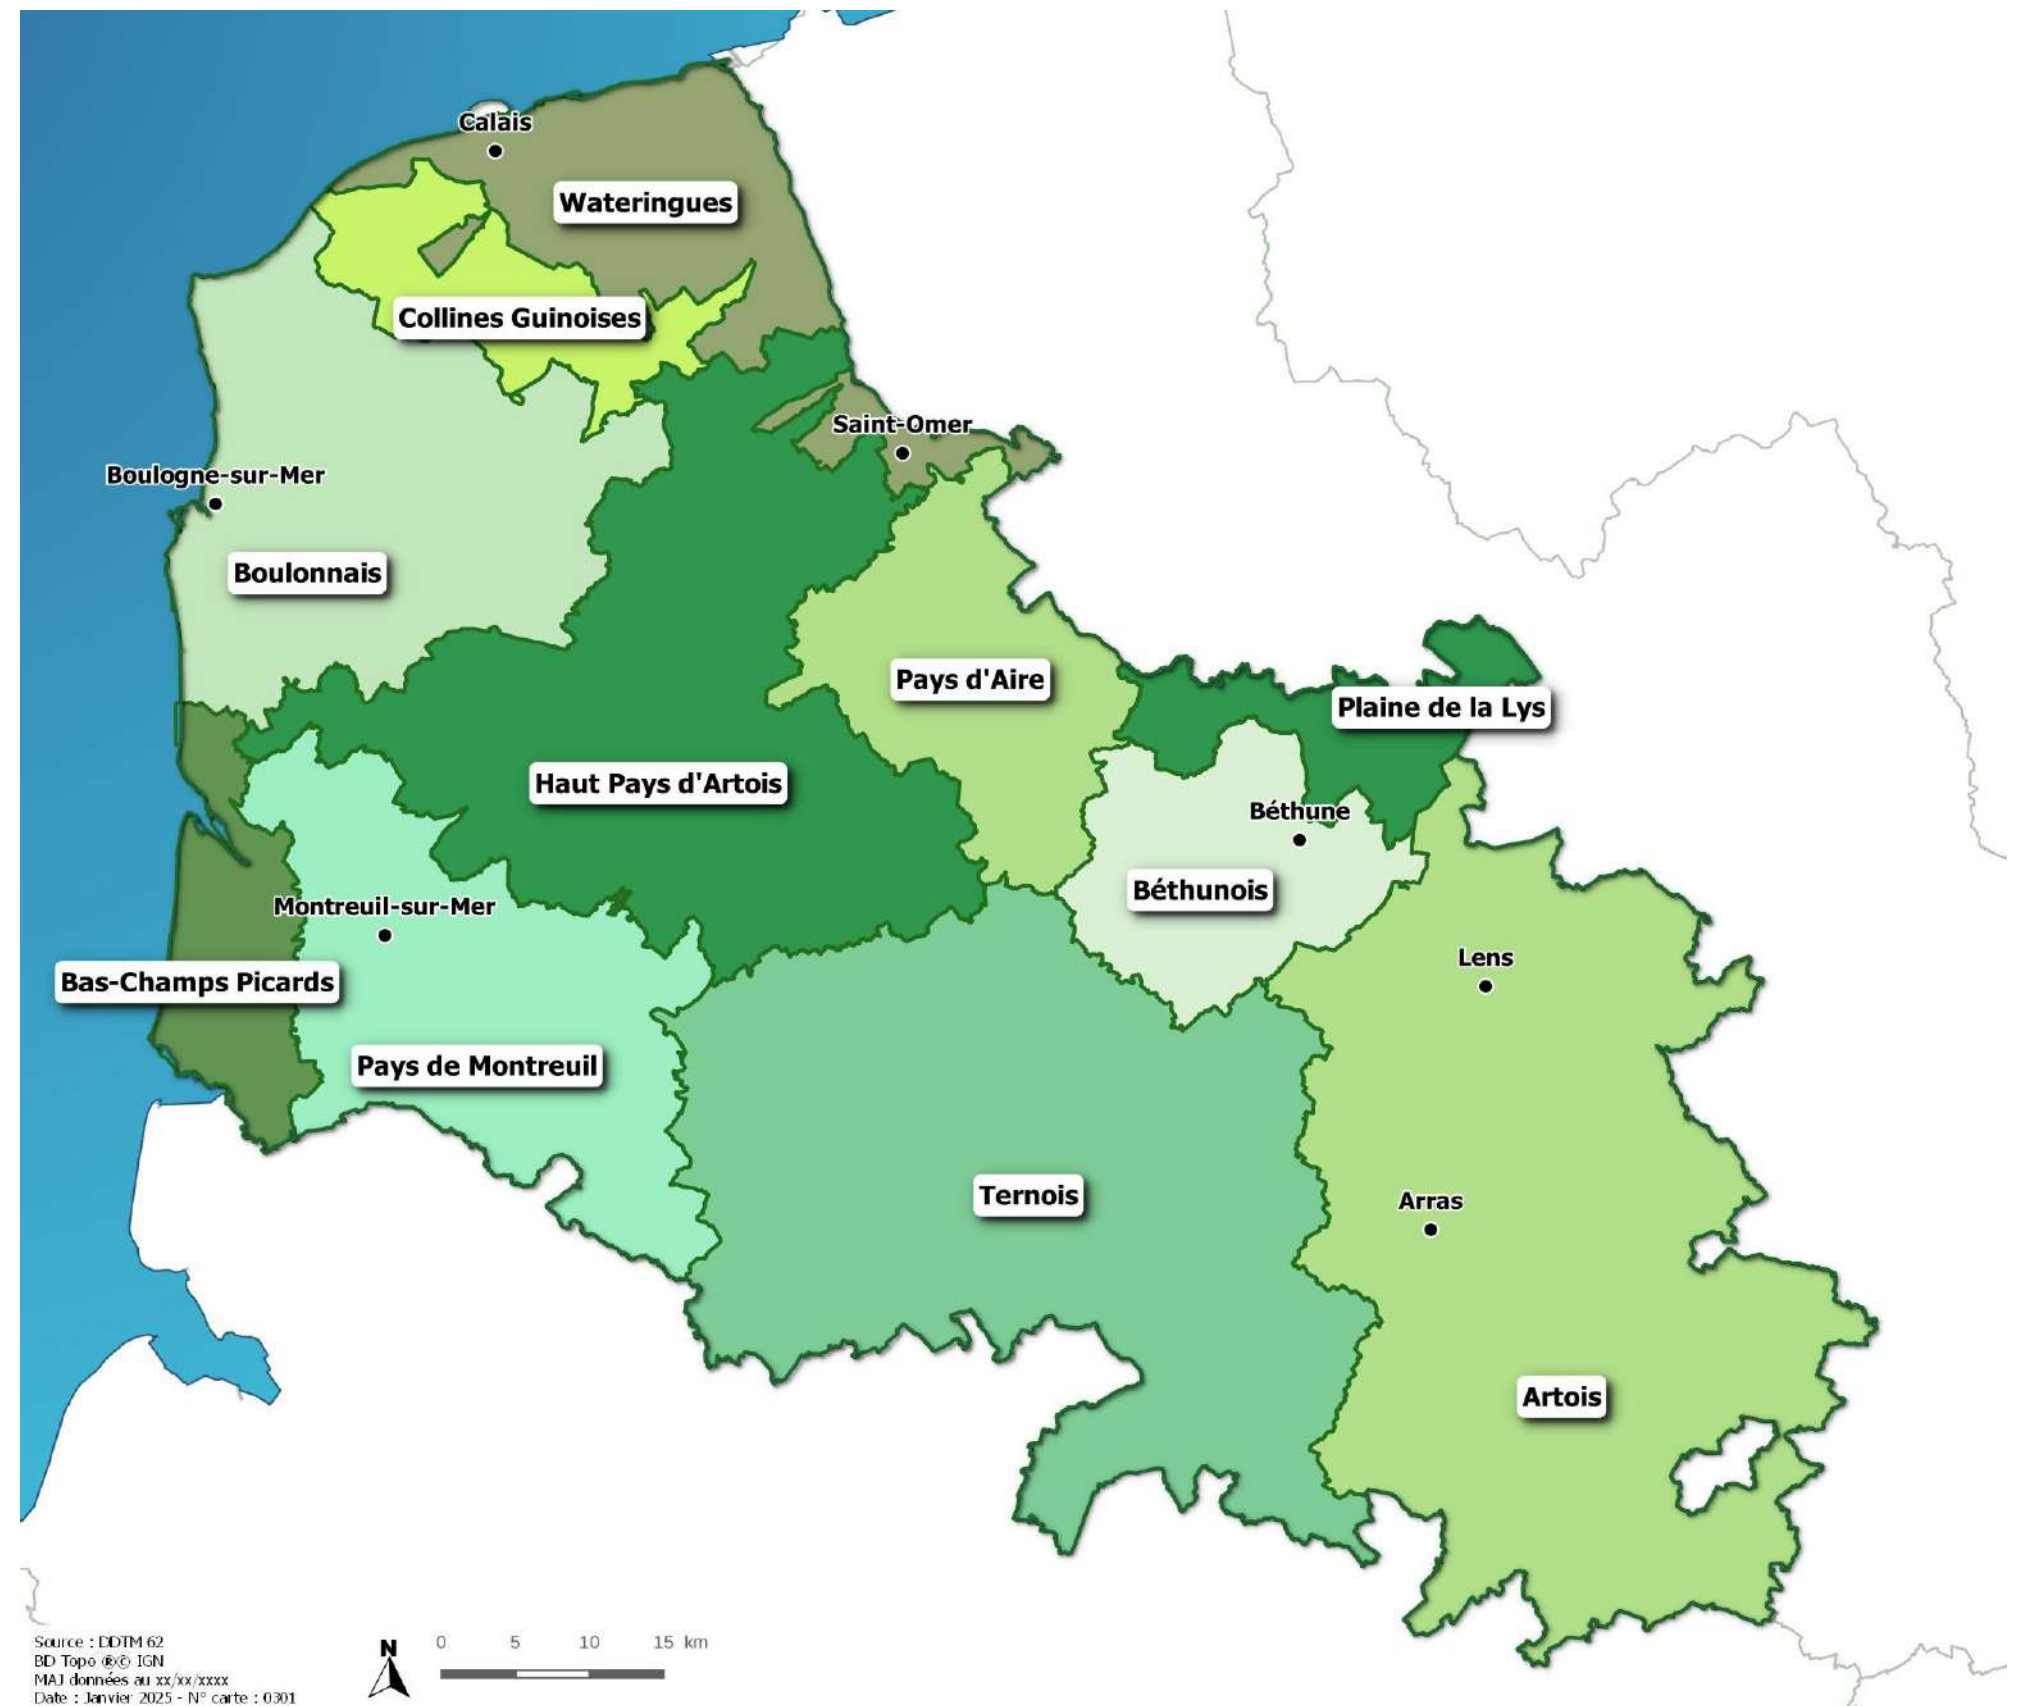 Calais
Wateringues
Collines Guinoises
Saint-Omer
Boulogne-sur-Mer
Boulonnais
Pays d'Aire
Plaine de la Lys
Haut Pays d'Artois
Béthune
Béthunois
Montreuil-sur-Mer
Lens
Bas-Champs Picards
Pays de Montreuil
Ternois
Arras
Artois
Source : DDTM 62
BD Topo ®© IGN
MAJ données au xx/xx/xxxx
Date : Janvier 2025 - N° carte : 0301
N
0 5 10 15 km